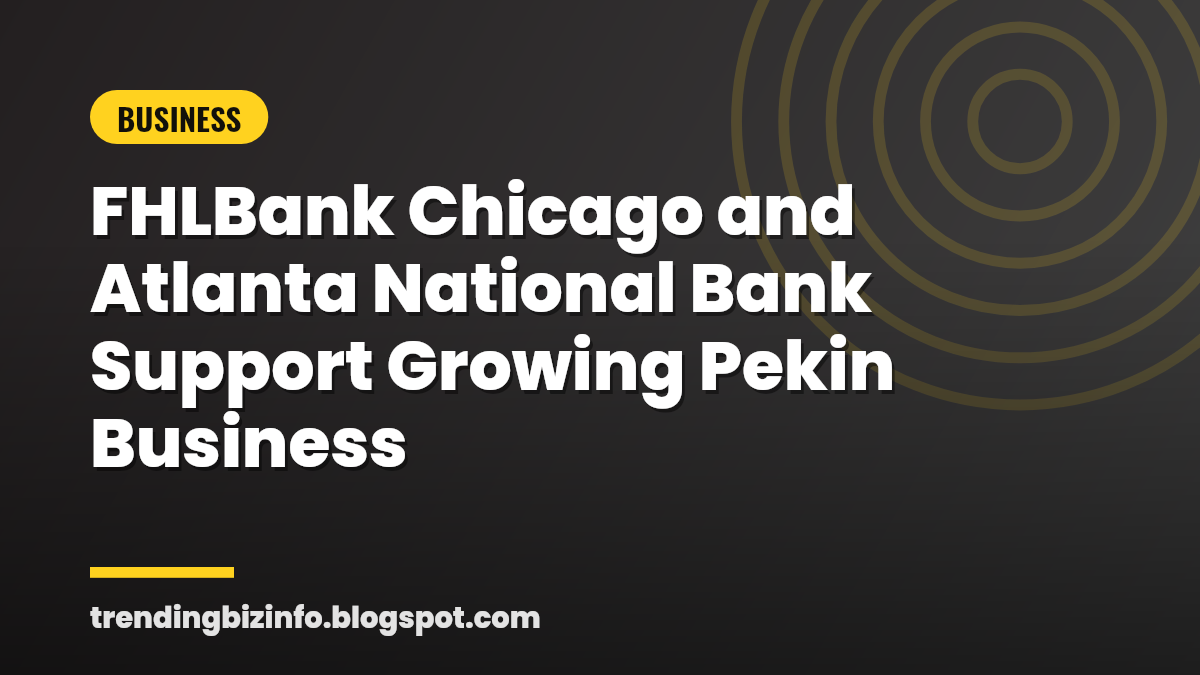 BUSINESS
FHLBank Chicago and
Atlanta National Bank
Support Growing Pekin
Business
trendingbizinfo.blogspot.com